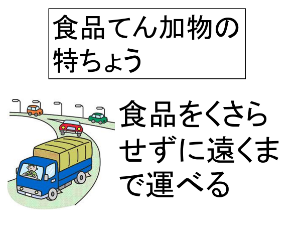 食品てん加物の
特ちょう
食品をくさら
せずに遠くま
で運べる